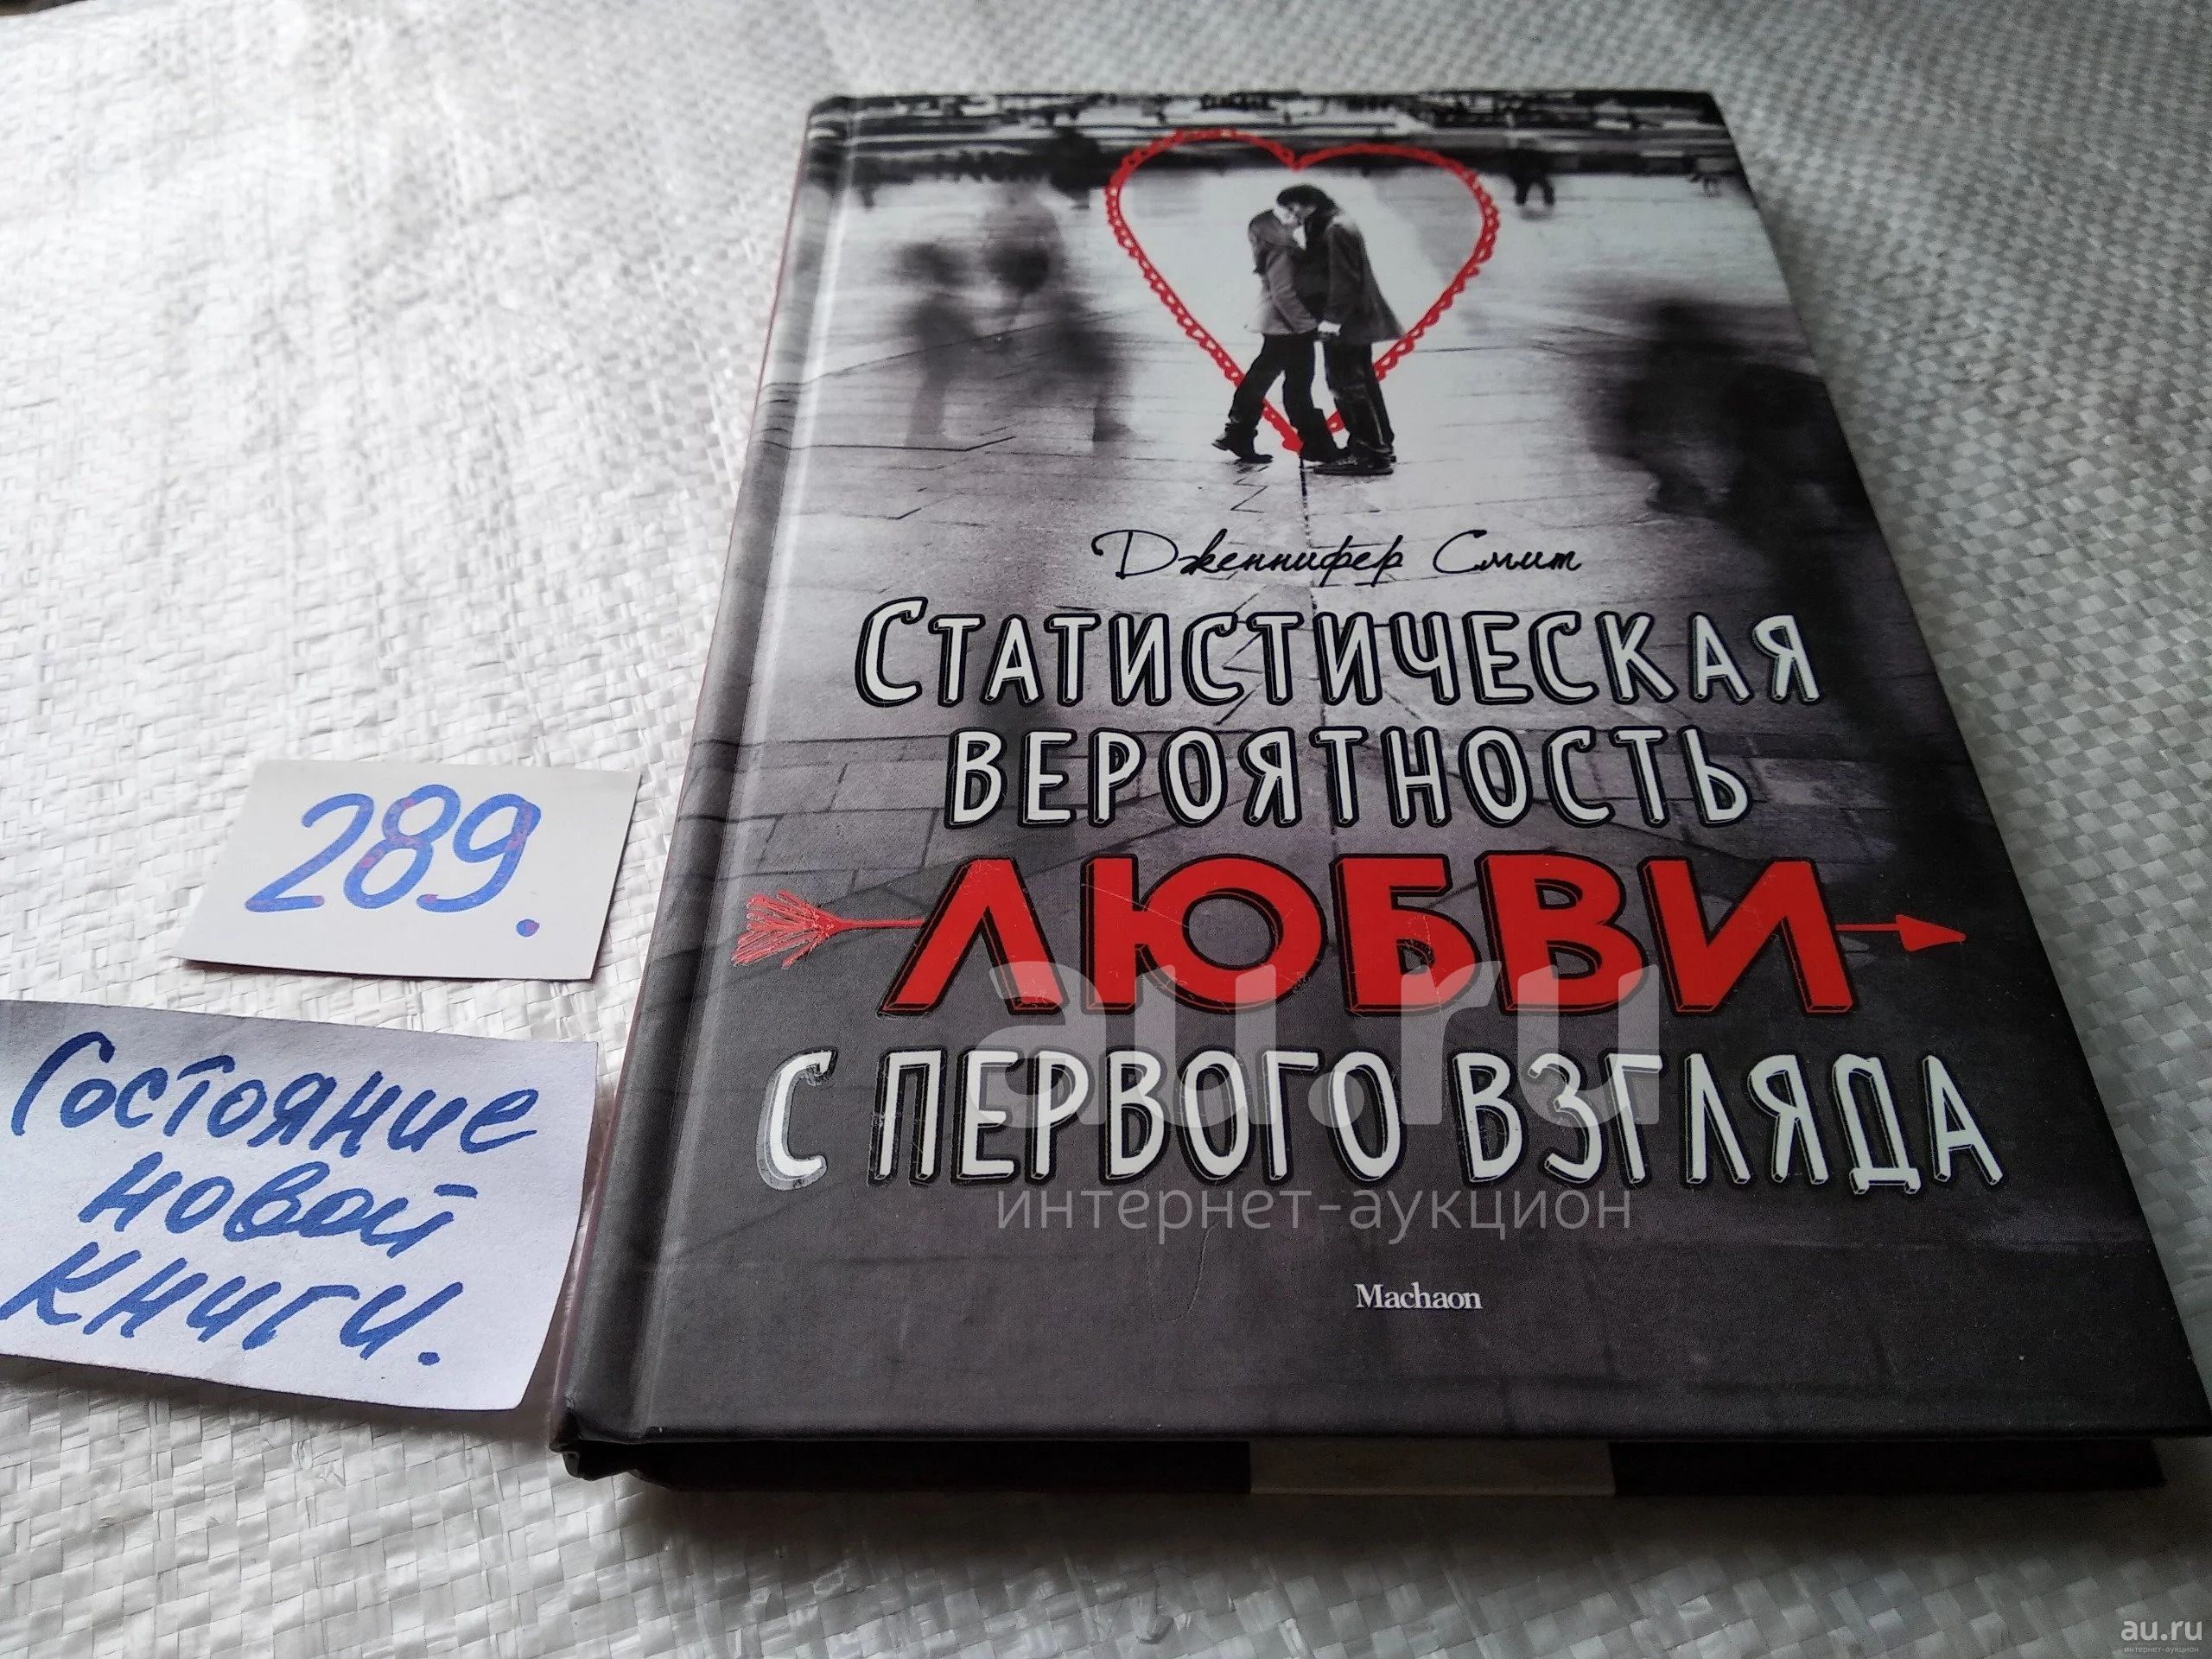 Дженнифер Смит
Статистическая
вероятность
любви
с первого взгляда
Machaon
289.
Состояние
новой
книги.
au.ru
интернет-аукцион
au.ru
интернет-аукцион